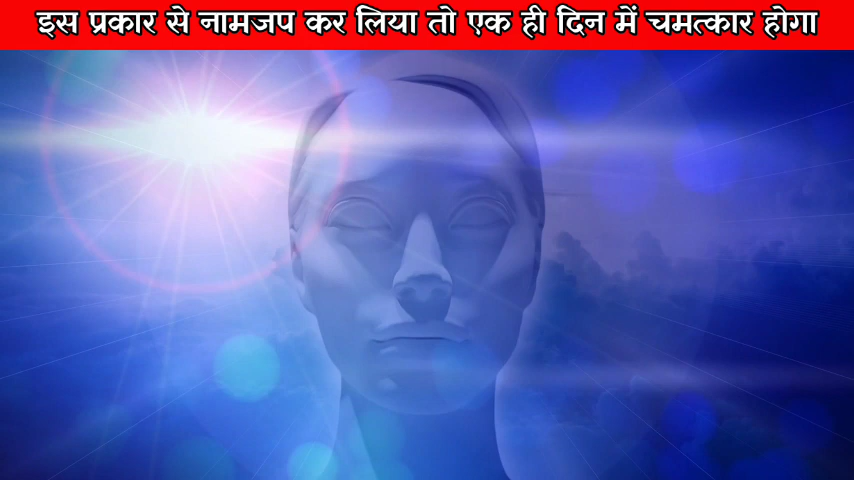 इस प्रकार से नामजप कर लिया तो एक ही दिन में चमत्कार होगा